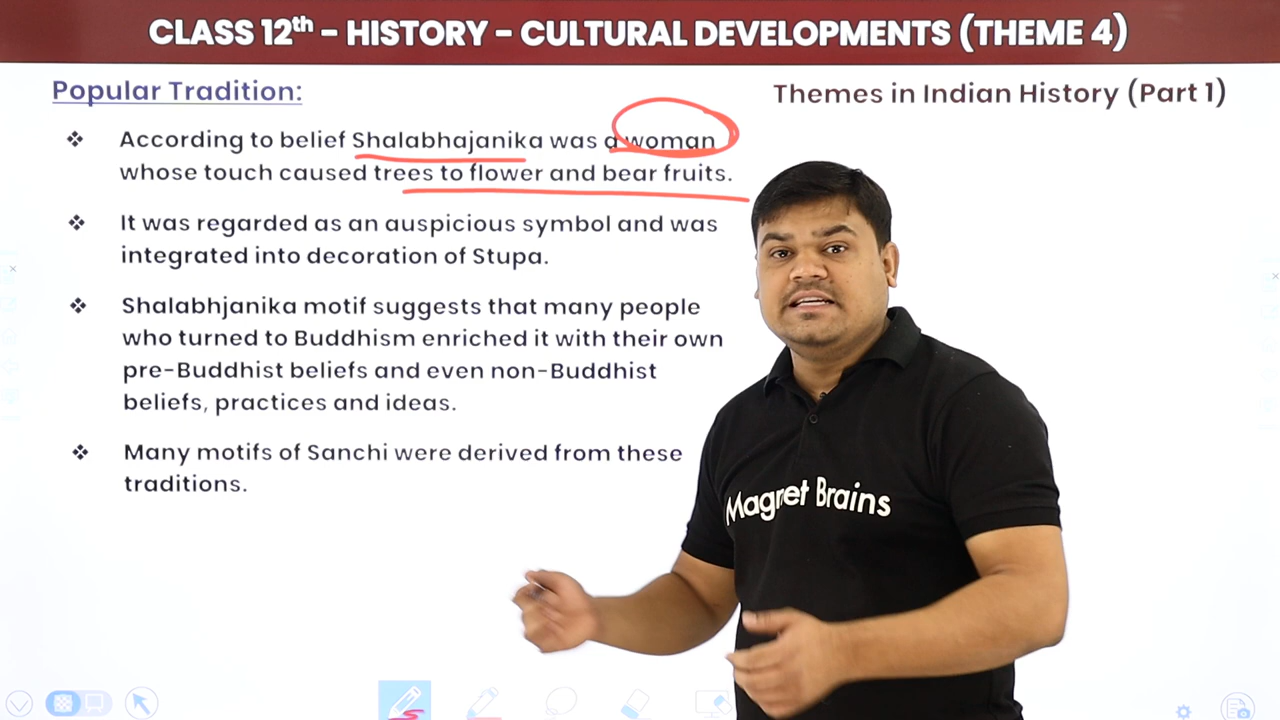 CLASS 12th - HISTORY - CULTURAL DEVELOPMENTS (THEME 4)
Popular Tradition:
Themes in Indian History (Part 1)
❖ According to belief Shalabhajanika was a woman
whose touch caused trees to flower and bear fruits.
❖ It was regarded as an auspicious symbol and was
integrated into decoration of Stupa.
❖ Shalabhjanika motif suggests that many people
who turned to Buddhism enriched it with their own
pre-Buddhist beliefs and even non-Buddhist
beliefs, practices and ideas.
❖ Many motifs of Sanchi were derived from these
traditions.
Magnet Brains